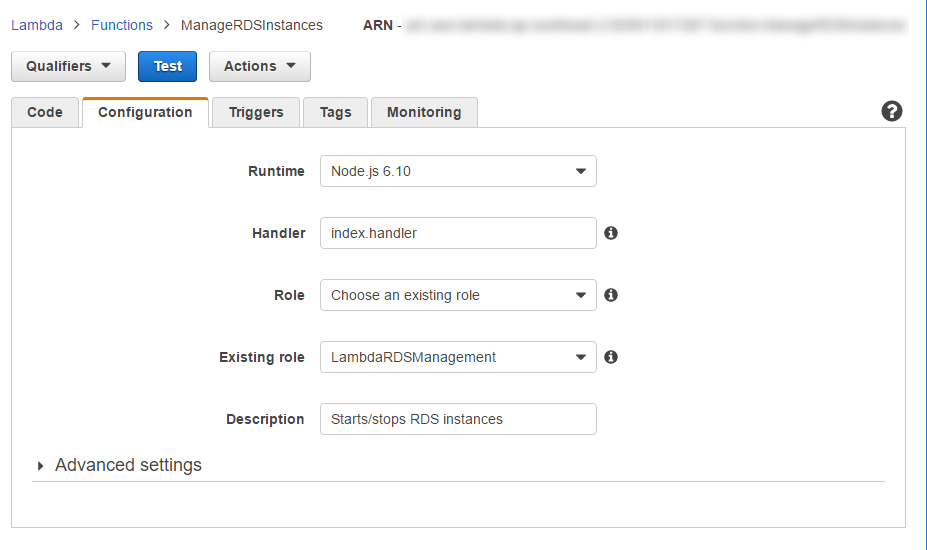 Lambda > Functions > ManageRDSInstances ARN -
Qualifiers Test Actions
Code Configuration Triggers Tags Monitoring
Runtime Node.js 6.10
Handler index.handler
Role Choose an existing role
Existing role LambdaRDSManagement
Description Starts/stops RDS instances
Advanced settings